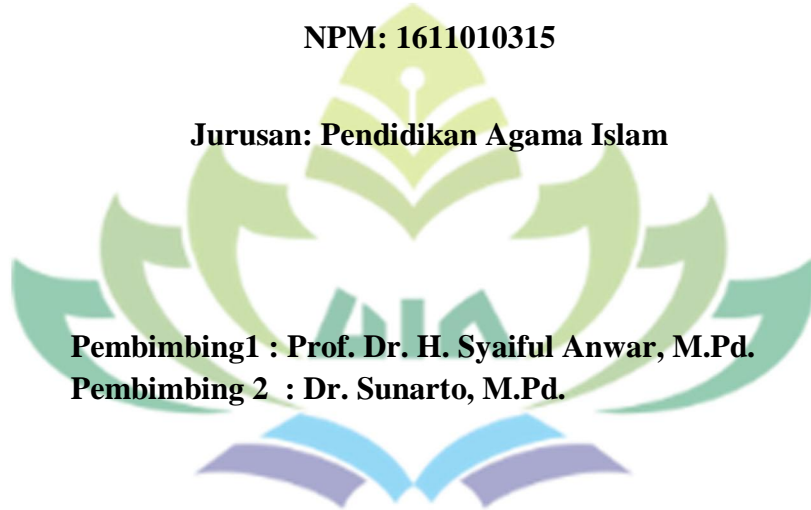 NPM: 1611010315
Jurusan: Pendidikan Agama Islam
Pembimbing1 : Prof. Dr. H. Syaiful Anwar, M.Pd.
Pembimbing 2 : Dr. Sunarto, M.Pd.